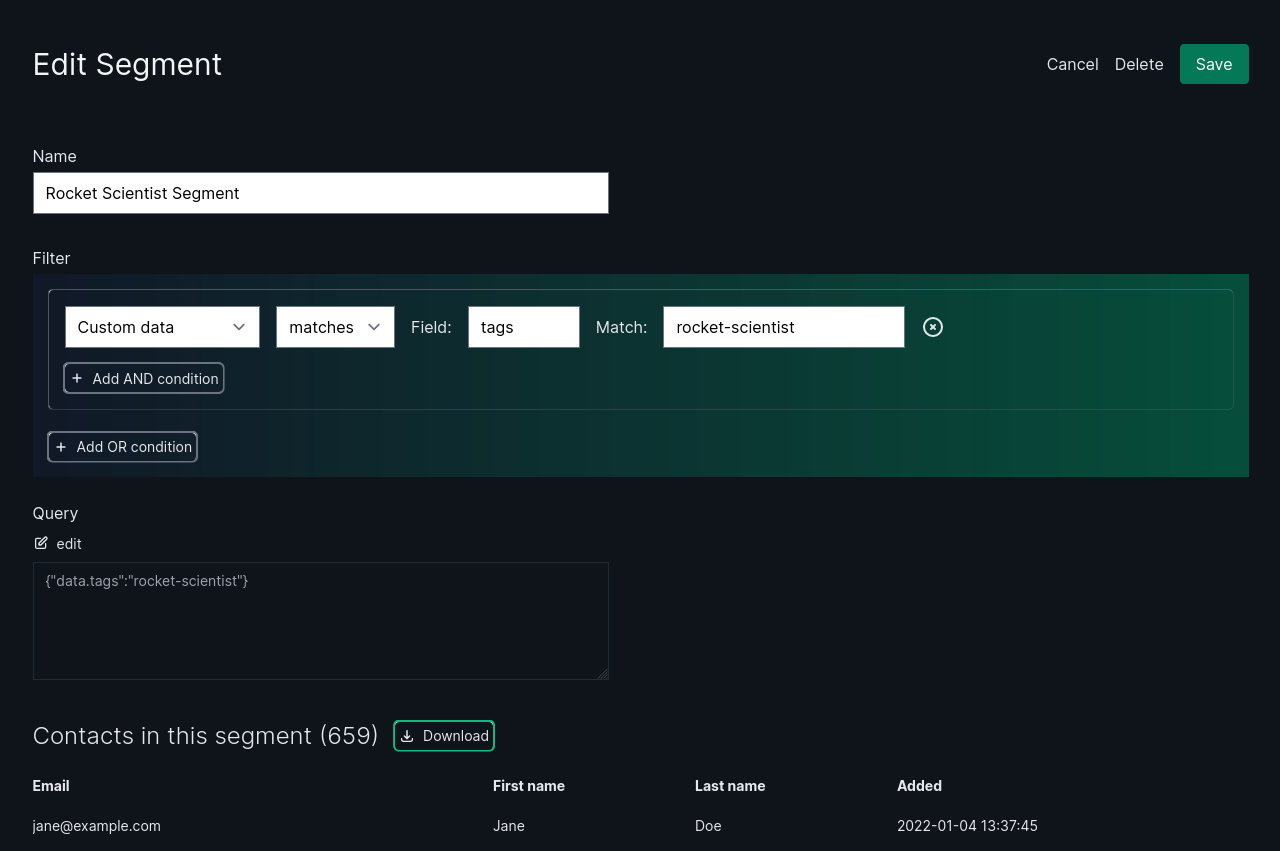 Edit Segment
Cancel Delete Save
Name
Rocket Scientist Segment
Filter
Custom data matches Field: tags Match: rocket-scientist
Add AND condition
Add OR condition
Query
edit
{"data.tags":"rocket-scientist"}
Contacts in this segment (659) Download
Email First name Last name Added
jane@example.com Jane Doe 2022-01-04 13:37:45